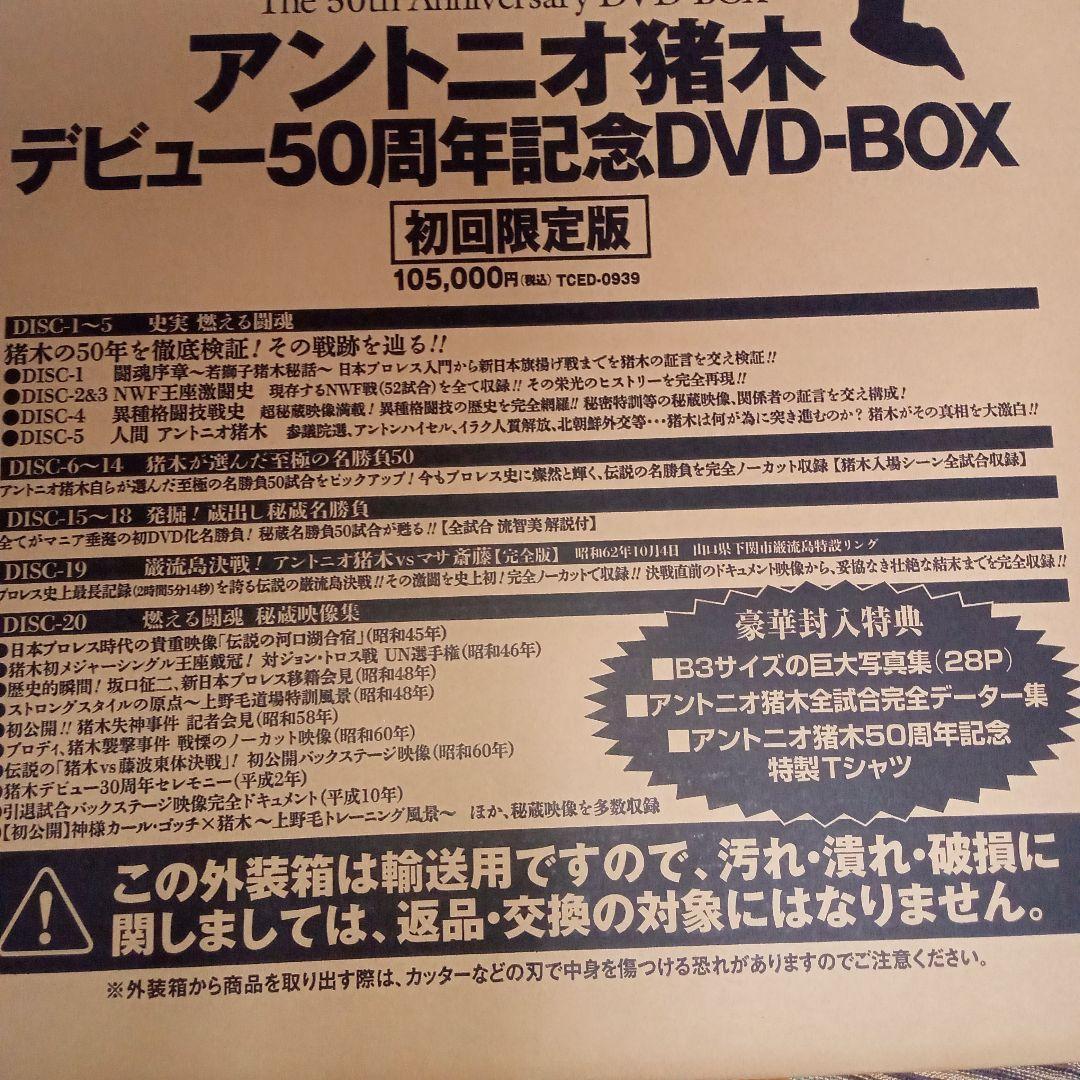 The 50th Anniversary DVD-BOX
アントニオ猪木
デビュー50周年記念DVD-BOX
初回限定版
105,000円(税込) TCED-0939
DISC-1〜5 史実 燃える闘魂
猪木の50年を徹底検証!その戦跡を辿る!!
●DISC-1 闘魂序章〜若獅子猪木秘話〜 日本プロレス入門から新日本旗揚げ戦までを猪木の証言を交え検証!!
●DISC-2&3 NWF王座激闘史 現存するNWF戦(52試合)を全て収録!!その栄光のヒストリーを完全再現!!
●DISC-4 異種格闘技戦史 超秘蔵映像満載!異種格闘技の歴史を完全網羅!!秘密特訓等の秘蔵映像、関係者の証言を交え構成!
●DISC-5 人間 アントニオ猪木 参議院選、アントンハイセル、イラク人質解放、北朝鮮外交等・・・猪木は何が為に突き進むのか?猪木がその真相を大激白!!
DISC-6〜14 猪木が選んだ至極の名勝負50
アントニオ猪木自らが選んだ至極の名勝負50試合をピックアップ!今もプロレス史に燦然と輝く、伝説の名勝負を完全ノーカット収録【猪木入場シーン全試合収録】
DISC-15〜18 発掘!蔵出し秘蔵名勝負
全てがマニア垂涎の初DVD化名勝負!秘蔵名勝負50試合が甦る!!【全試合 流智美解説付】
DISC-19 巌流島決戦!アントニオ猪木vsマサ斎藤【完全版】 昭和62年10月4日 山口県下関市巌流島特設リング
プロレス史上最長記録(2時間5分14秒)を誇る伝説の巌流島決戦!!その激闘を史上初!完全ノーカットで収録!!決戦直前のドキュメント映像から、妥協なき壮絶な結末までを完全収録!!
DISC-20 燃える闘魂 秘蔵映像集
●日本プロレス時代の貴重映像「伝説の河口湖合宿」(昭和45年)
●猪木初メジャーシングル王座戴冠!対ジョン・トロス戦 UN選手権(昭和46年)
●歴史的瞬間!坂口征二、新日本プロレス移籍会見(昭和48年)
●ストロングスタイルの原点〜上野毛道場特訓風景(昭和48年)
●初公開!!猪木失神事件 記者会見(昭和58年)
●ブロディ、猪木襲撃事件 戦慄のノーカット映像(昭和60年)
●伝説の「猪木vs藤波東体決戦」!初公開バックステージ映像(昭和60年)
●猪木デビュー30周年セレモニー(平成2年)
●引退試合バックステージ映像完全ドキュメント(平成10年)
●【初公開】神様カール・ゴッチ×猪木〜上野毛トレーニング風景〜 ほか、秘蔵映像を多数収録
豪華封入特典
■B3サイズの巨大写真集(28P)
■アントニオ猪木全試合完全データー集
■アントニオ猪木50周年記念
特製Tシャツ
この外装箱は輸送用ですので、汚れ・潰れ・破損に
関しましては、返品・交換の対象にはなりません。
※外装箱から商品を取り出す際は、カッターなどの刃で中身を傷つける恐れがありますのでご注意ください。